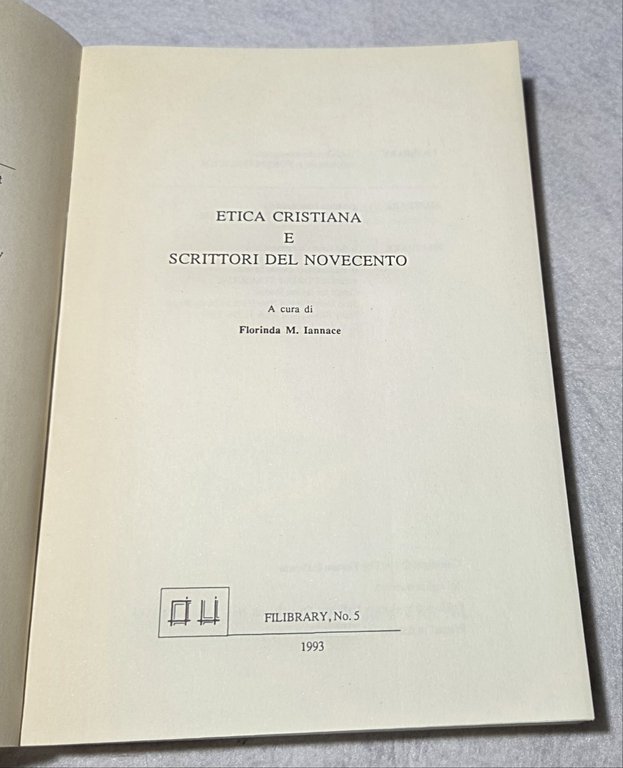 ETICA CRISTIANA
E
SCRITTORI DEL NOVECENTO
A cura di
Florinda M. Iannace
FILIBRARY, No. 5
1993